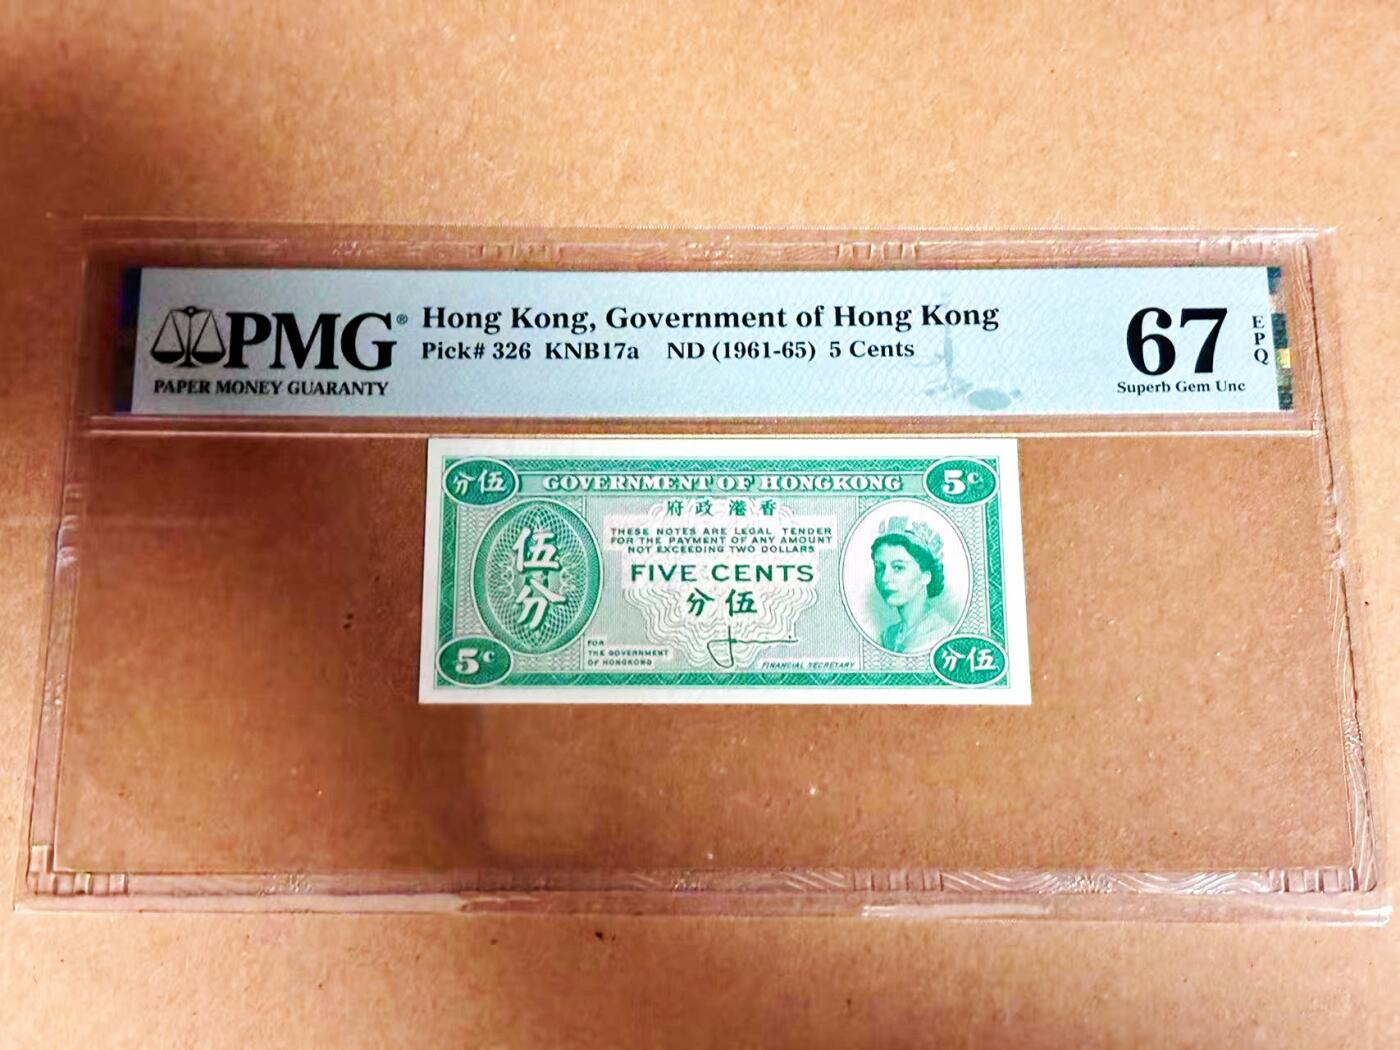 PMG®
PAPER MONEY GUARANTY
Hong Kong, Government of Hong Kong
Pick# 326 KNB17a ND (1961-65) 5 Cents
67
EPQ
Superb Gem Unc
分伍
GOVERNMENT OF HONGKONG
5c.
府政港香
THESE NOTES ARE LEGAL TENDER
FOR THE PAYMENT OF ANY AMOUNT
NOT EXCEEDING TWO DOLLARS
伍分
FIVE CENTS
分伍
FOR
THE GOVERNMENT
OF HONGKONG
FINANCIAL SECRETARY
5c
分伍